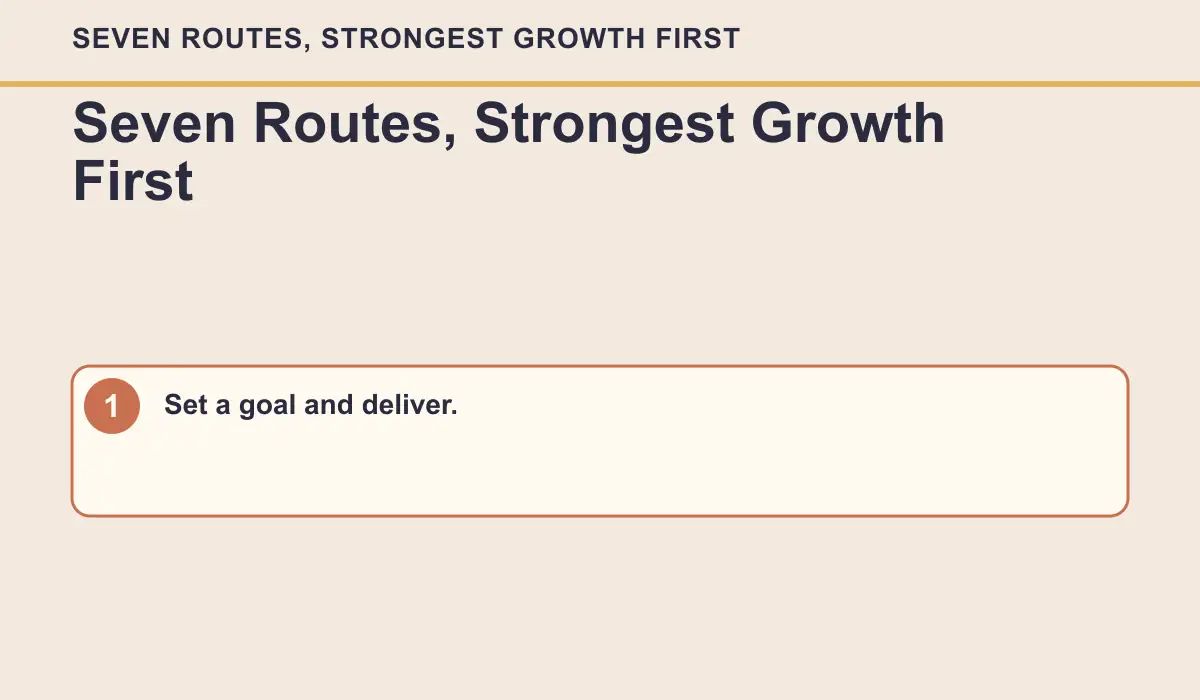 SEVEN ROUTES, STRONGEST GROWTH FIRST
Seven Routes, Strongest Growth
First
1
Set a goal and deliver.